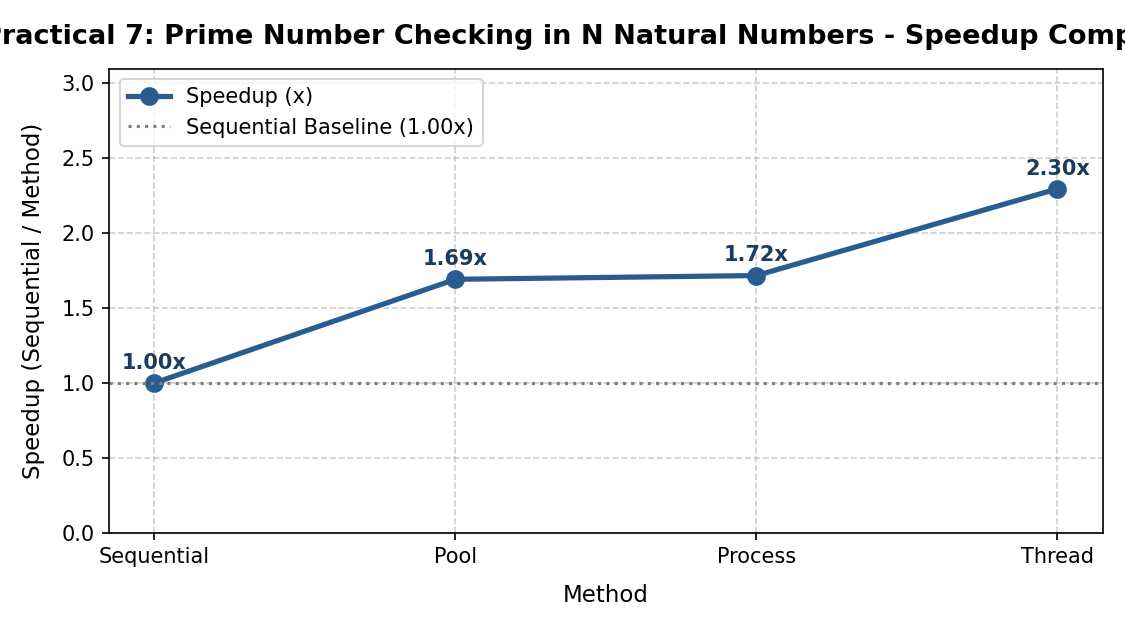 ractical 7: Prime Number Checking in N Natural Numbers - Speedup Comp
3.0
2.5
2.0
1.5
1.0
0.5
0.0
Speedup (Sequential / Method)
Speedup (x)
Sequential Baseline (1.00x)
1.00x
1.69x
1.72x
2.30x
Sequential Pool Process Thread
Method